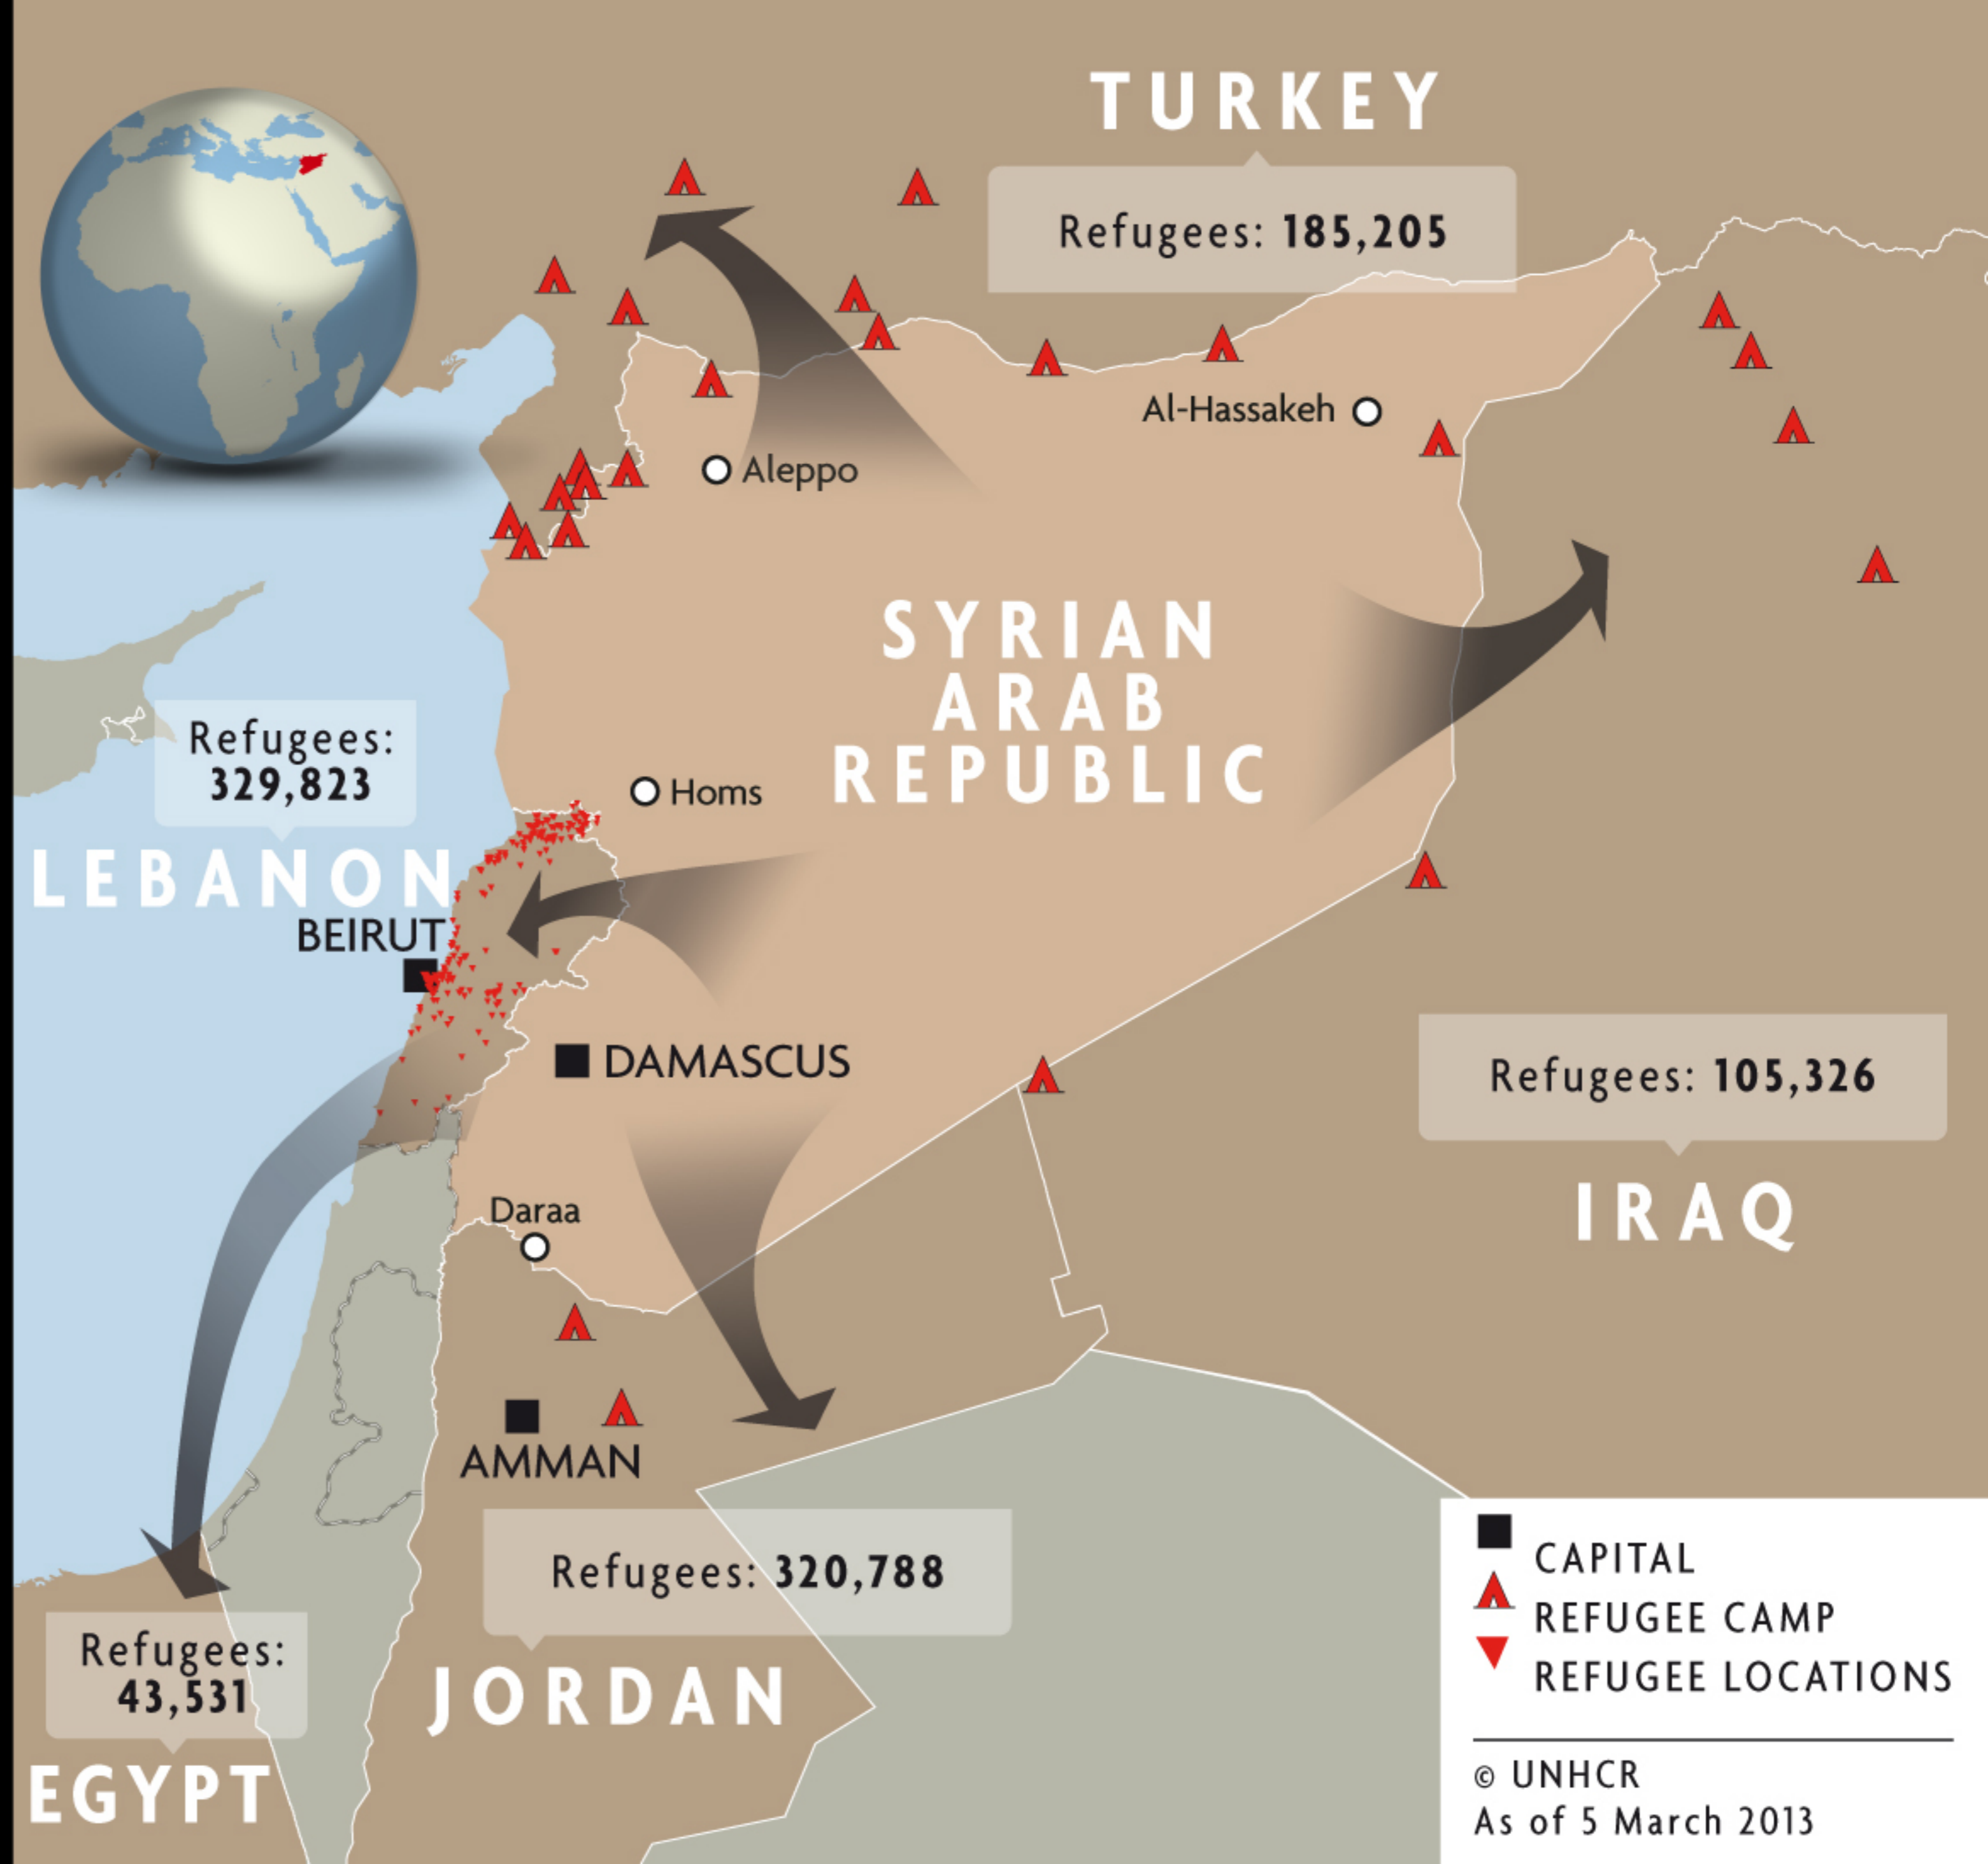 TURKEY
Refugees: 185,205
Al-Hassakeh
Aleppo
SYRIAN
ARAB
REPUBLIC
Refugees:
329,823
Homs
LEBANON
BEIRUT
DAMASCUS
Refugees: 105,326
IRAQ
Daraa
AMMAN
Refugees: 320,788
JORDAN
Refugees:
43,531
EGYPT
CAPITAL
REFUGEE CAMP
REFUGEE LOCATIONS
© UNHCR
As of 5 March 2013